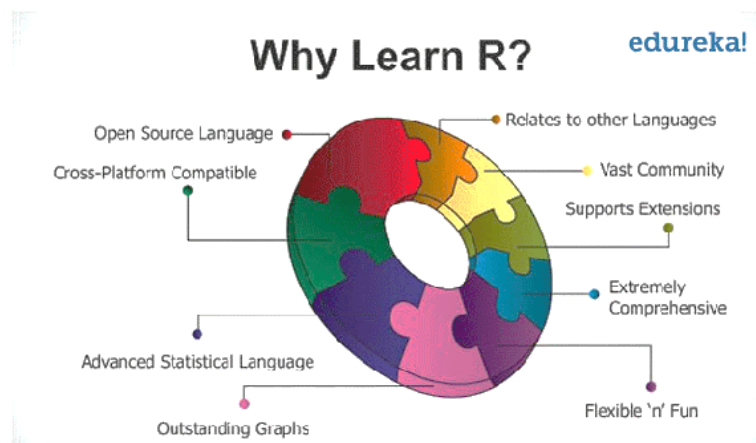 Why Learn R?
edureka!
Open Source Language
Relates to other Languages
Cross-Platform Compatible
Vast Community
Supports Extensions
Extremely
Comprehensive
Advanced Statistical Language
Flexible ‘n’ Fun
Outstanding Graphs